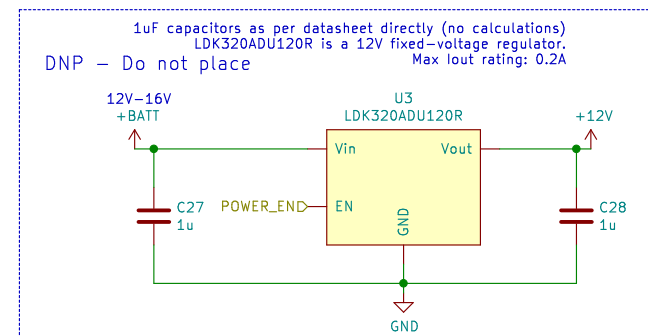 1uF capacitors as per datasheet directly (no calculations)
LDK320ADU120R is a 12V fixed-voltage regulator.
DNP - Do not place
Max Iout rating: 0.2A
12V-16V
+BATT
U3
LDK320ADU120R
+12V
Vin
Vout
POWER_EN
EN
GND
C27
1u
C28
1u
GND